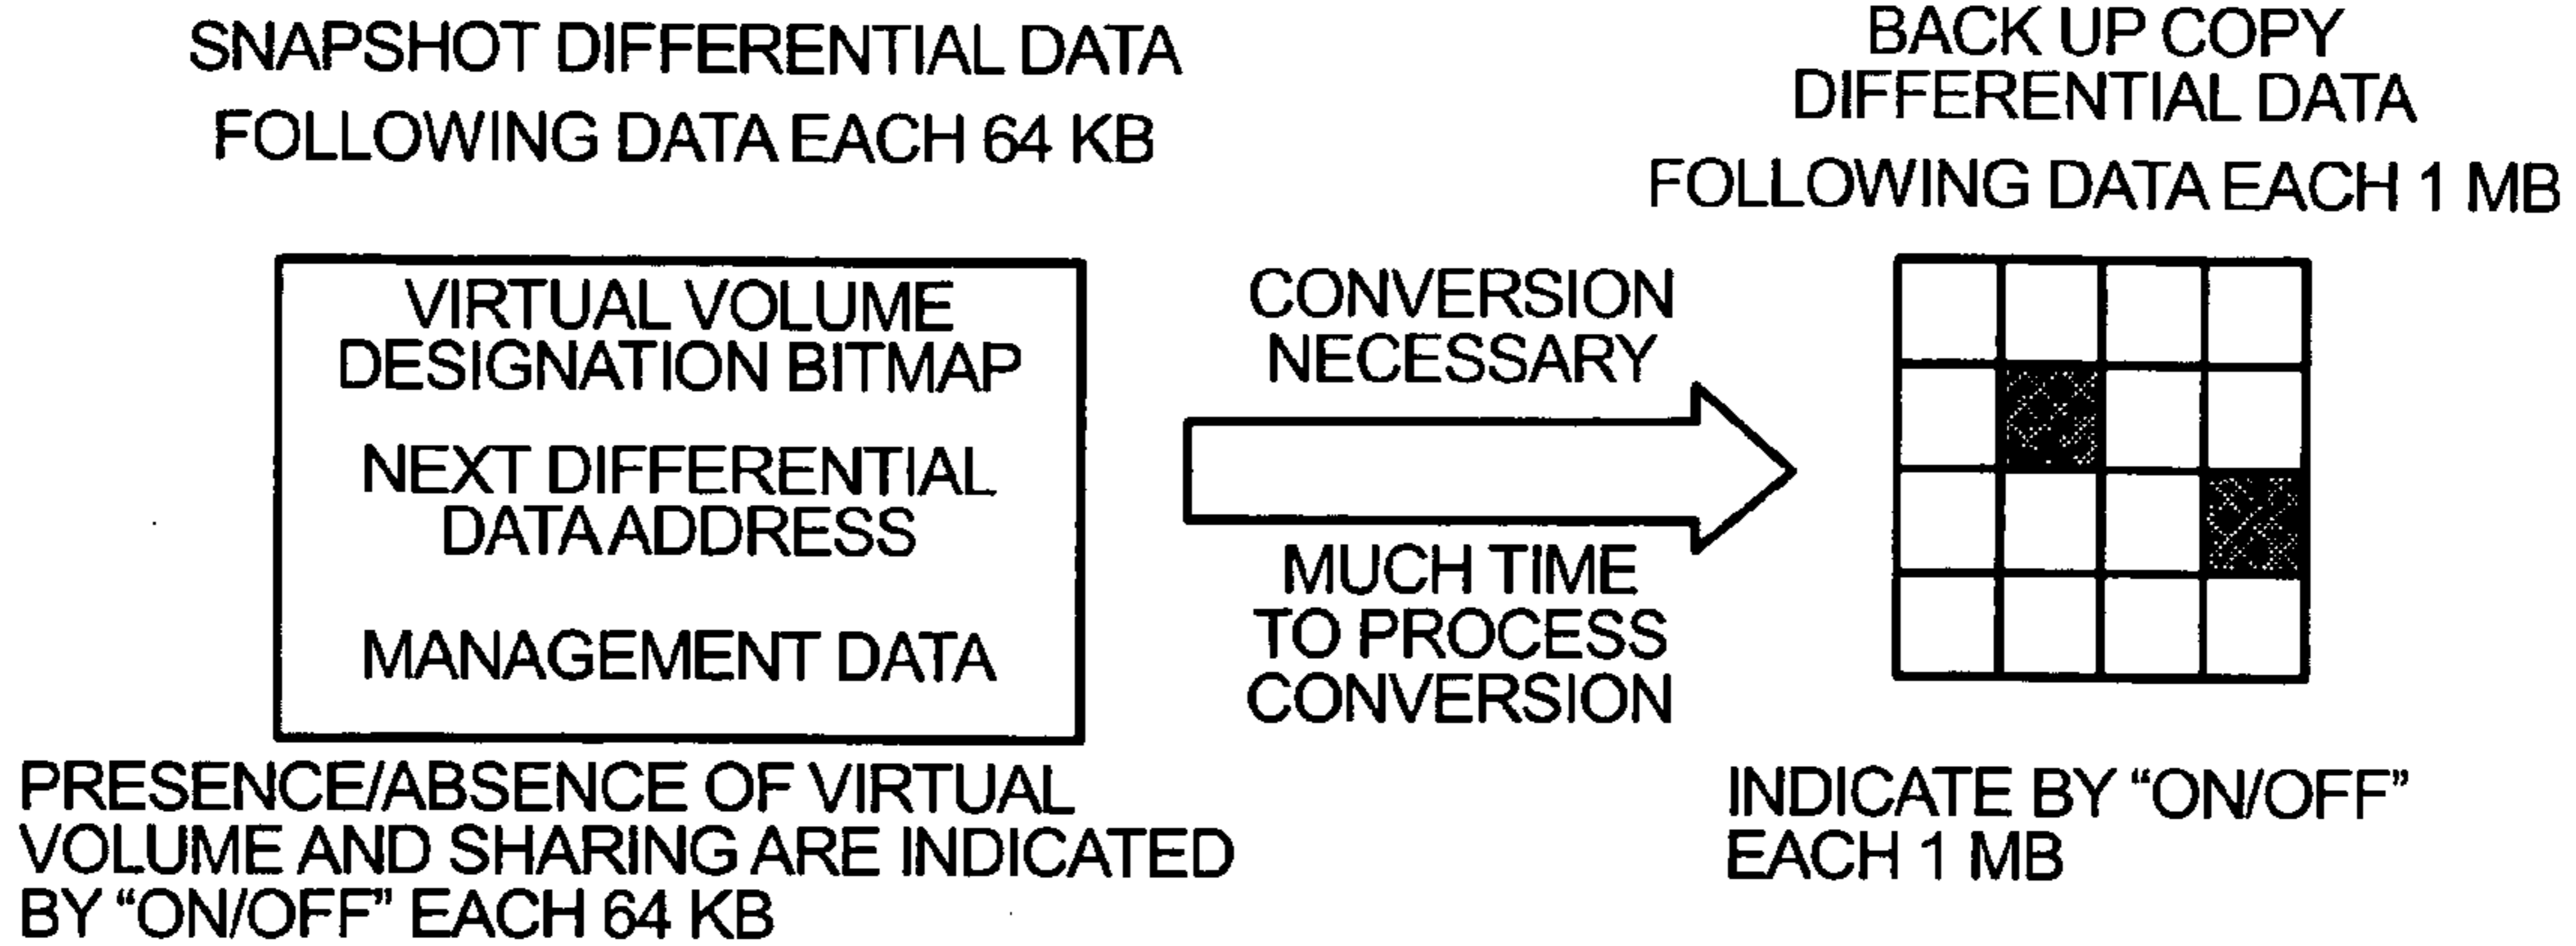 SNAPSHOT DIFFERENTIAL DATA
FOLLOWING DATA EACH 64 KB
VIRTUAL VOLUME
DESIGNATION BITMAP
NEXT DIFFERENTIAL
DATA ADDRESS
MANAGEMENT DATA
PRESENCE/ABSENCE OF VIRTUAL
VOLUME AND SHARING ARE INDICATED
BY “ON/OFF” EACH 64 KB
CONVERSION
NECESSARY
MUCH TIME
TO PROCESS
CONVERSION
BACK UP COPY
DIFFERENTIAL DATA
FOLLOWING DATA EACH 1 MB
INDICATE BY “ON/OFF”
EACH 1 MB